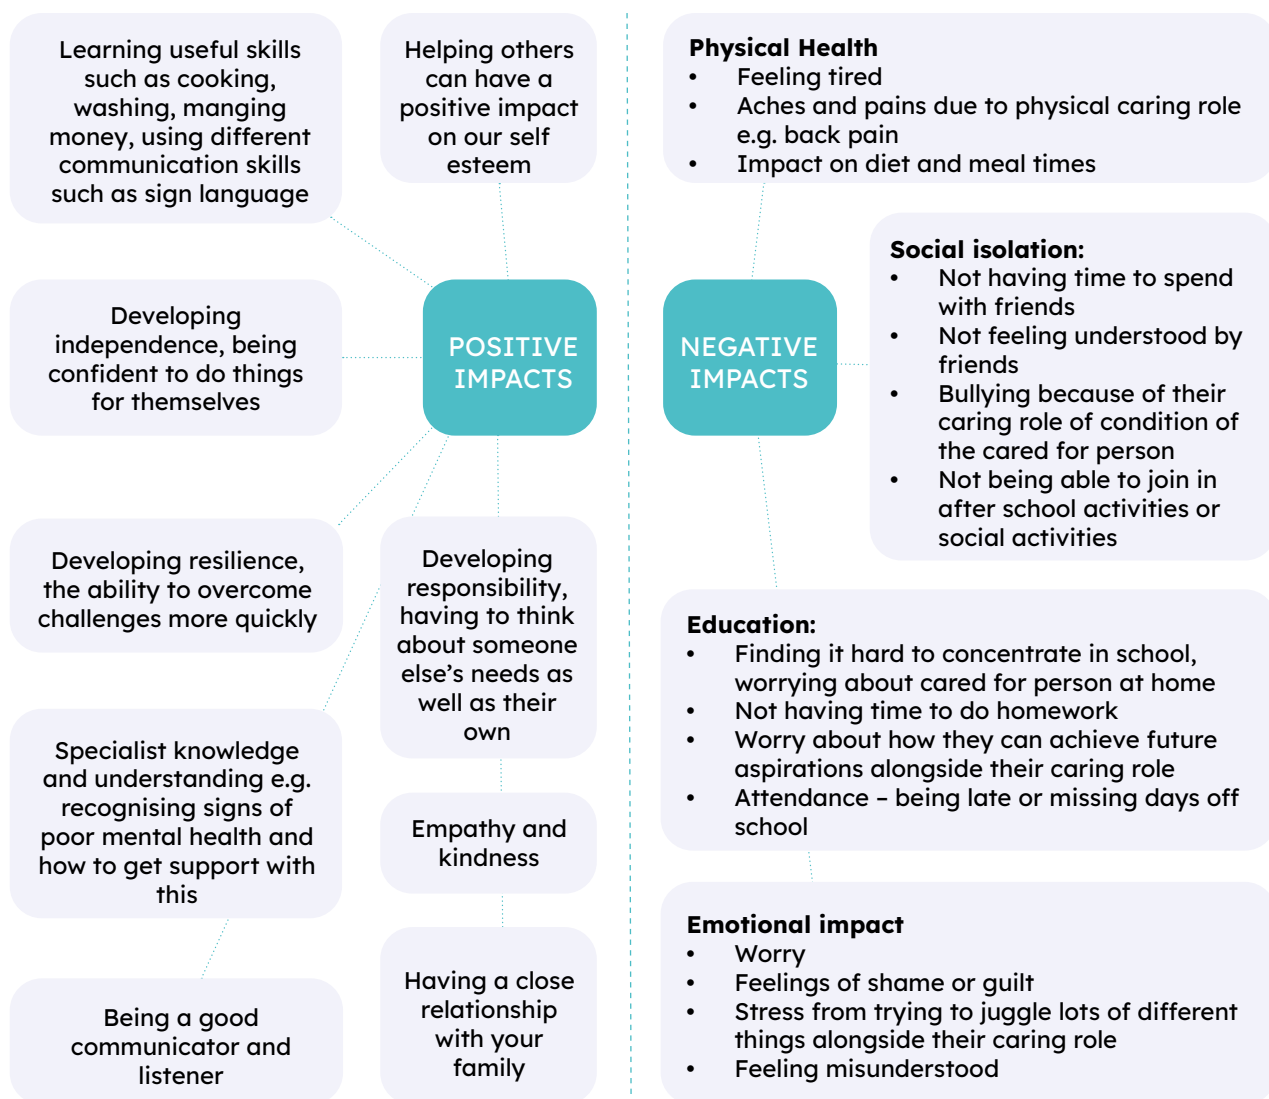 Learning useful skills
such as cooking,
washing, manging
money, using different
communication skills
such as sign language
Helping others
can have a
positive impact
on our self
esteem
Developing
independence, being
confident to do things
for themselves
POSITIVE
IMPACTS
Developing resilience,
the ability to overcome
challenges more quickly
Developing
responsibility,
having to think
about someone
else’s needs as
well as their
own
Specialist knowledge
and understanding e.g.
recognising signs of
poor mental health and
how to get support with
this
Empathy and
kindness
Being a good
communicator and
listener
Having a close
relationship
with your
family
Physical Health
• Feeling tired
• Aches and pains due to physical caring role
e.g. back pain
• Impact on diet and meal times
NEGATIVE
IMPACTS
Social isolation:
• Not having time to spend
with friends
• Not feeling understood by
friends
• Bullying because of their
caring role of condition of
the cared for person
• Not being able to join in
after school activities or
social activities
Education:
• Finding it hard to concentrate in school,
worrying about cared for person at home
• Not having time to do homework
• Worry about how they can achieve future
aspirations alongside their caring role
• Attendance – being late or missing days off
school
Emotional impact
• Worry
• Feelings of shame or guilt
• Stress from trying to juggle lots of different
things alongside their caring role
• Feeling misunderstood